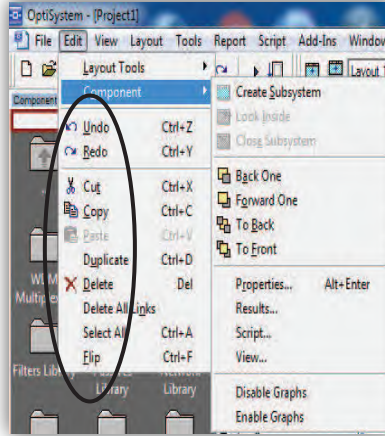 OptiSystem - [Project1]
File Edit View Layout Tools Report Script Add-Ins Window
Layout Tools
Layout 1
Component
Component
Create Subsystem
Look Inside
Close Subsystem
Undo Ctrl+Z
Redo Ctrl+Y
Cut Ctrl+X
Copy Ctrl+C
Paste Ctrl+V
Duplicate Ctrl+D
Delete Del
Delete All Links
Select All Ctrl+A
Flip Ctrl+F
Back One
Forward One
To Back
To Front
Properties... Alt+Enter
Results...
Script...
View...
Disable Graphs
Enable Graphs
Filters
Library
Library